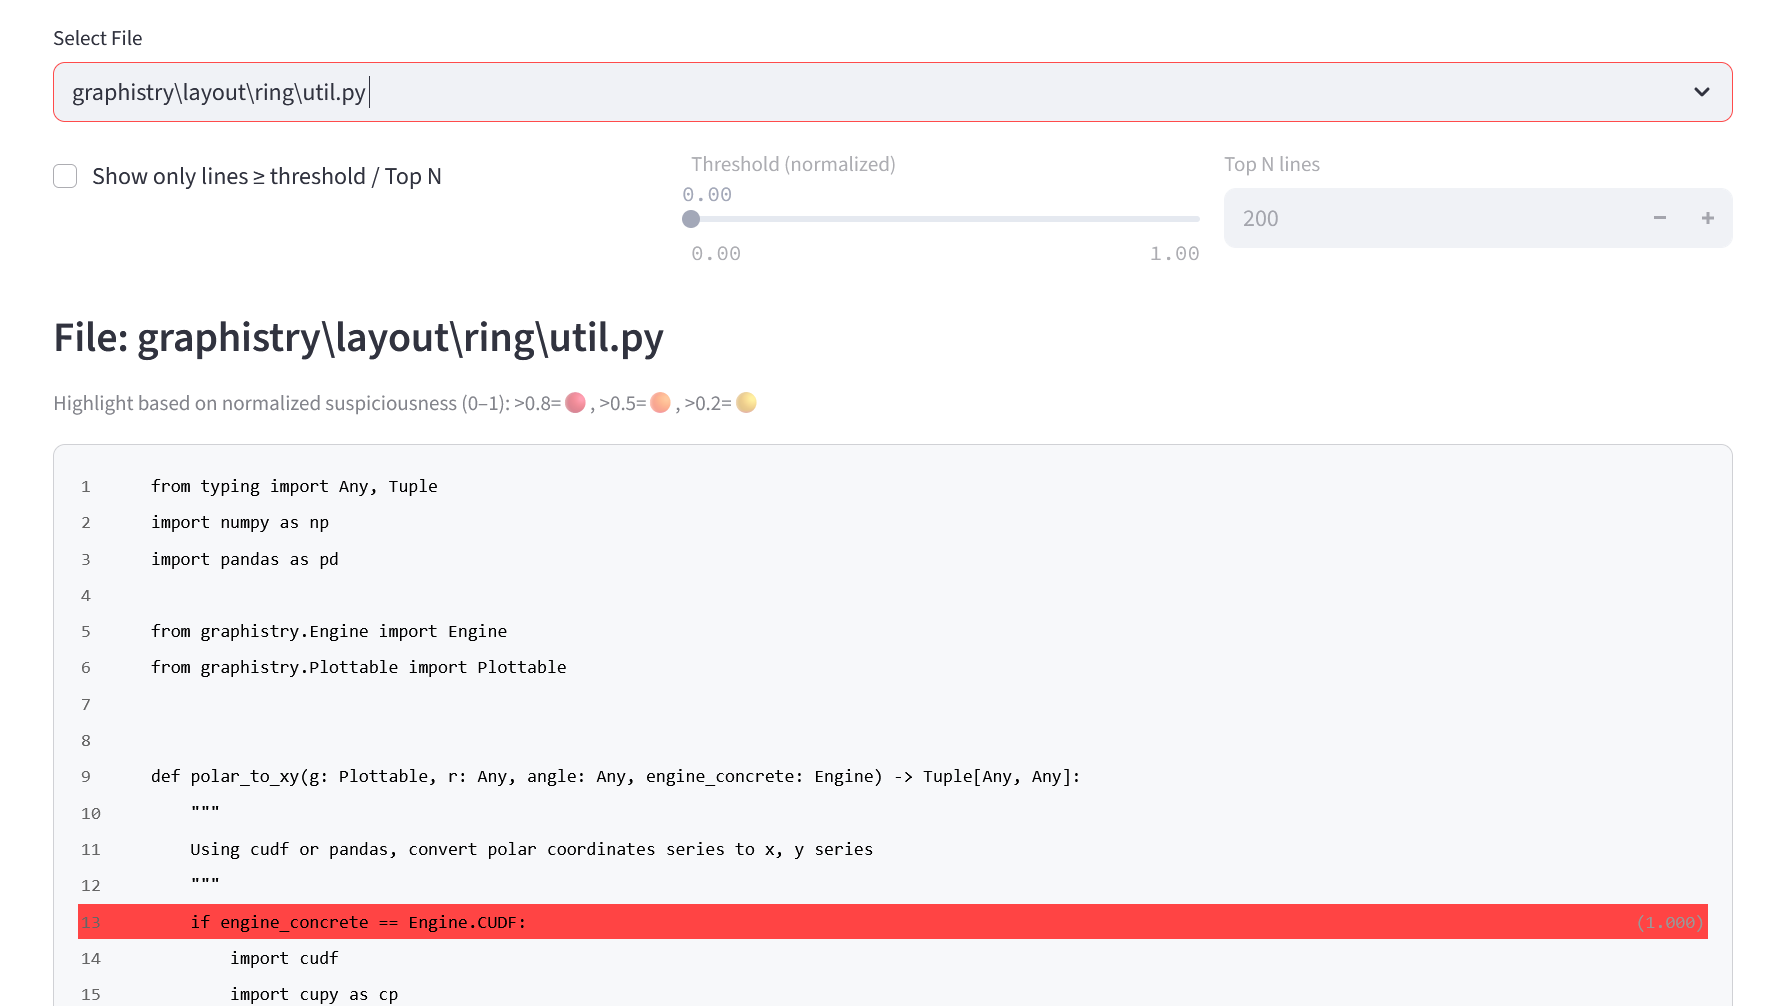 Select File
graphistry\layout\ring\util.py
Show only lines ≥ threshold / Top N
Threshold (normalized)
0.00
0.00 1.00
Top N lines
200
File: graphistry\layout\ring\util.py
Highlight based on normalized suspiciousness (0–1): >0.8=🔴, >0.5=🟠, >0.2=🟡
1 from typing import Any, Tuple
2 import numpy as np
3 import pandas as pd
4
5 from graphistry.Engine import Engine
6 from graphistry.Plottable import Plottable
7
8
9 def polar_to_xy(g: Plottable, r: Any, angle: Any, engine_concrete: Engine) -> Tuple[Any, Any]:
10     """
11     Using cudf or pandas, convert polar coordinates series to x, y series
12     """
13     if engine_concrete == Engine.CUDF: (1.000)
14         import cudf
15         import cupy as cp